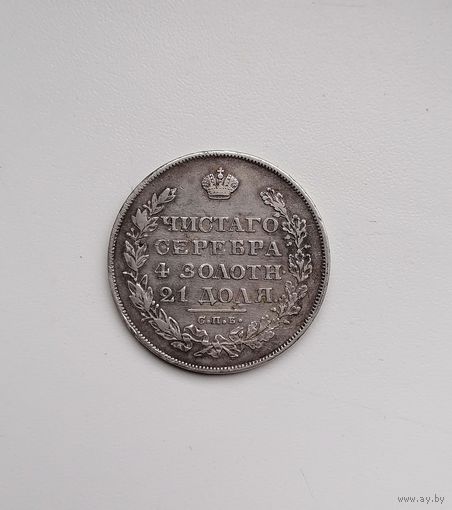 ЧИСТАГО
СЕРЕБРА
4 ЗОЛОТН
21 ДОЛЯ.
С.П.Б.
www.ay.by